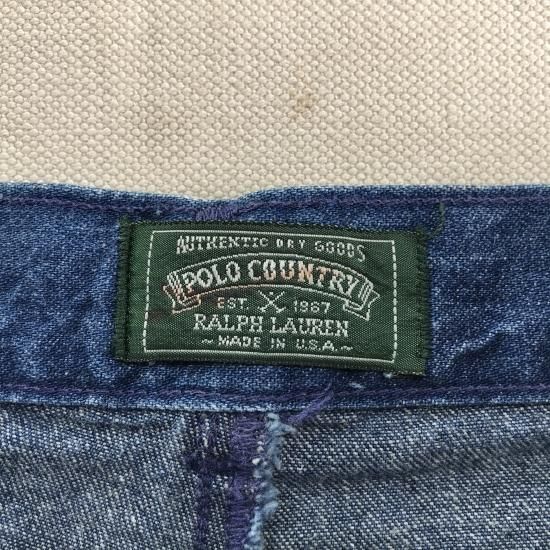 AUTHENTIC DRY GOODS
POLO COUNTRY
EST. 1967
RALPH LAUREN
~ MADE IN U.S.A. ~